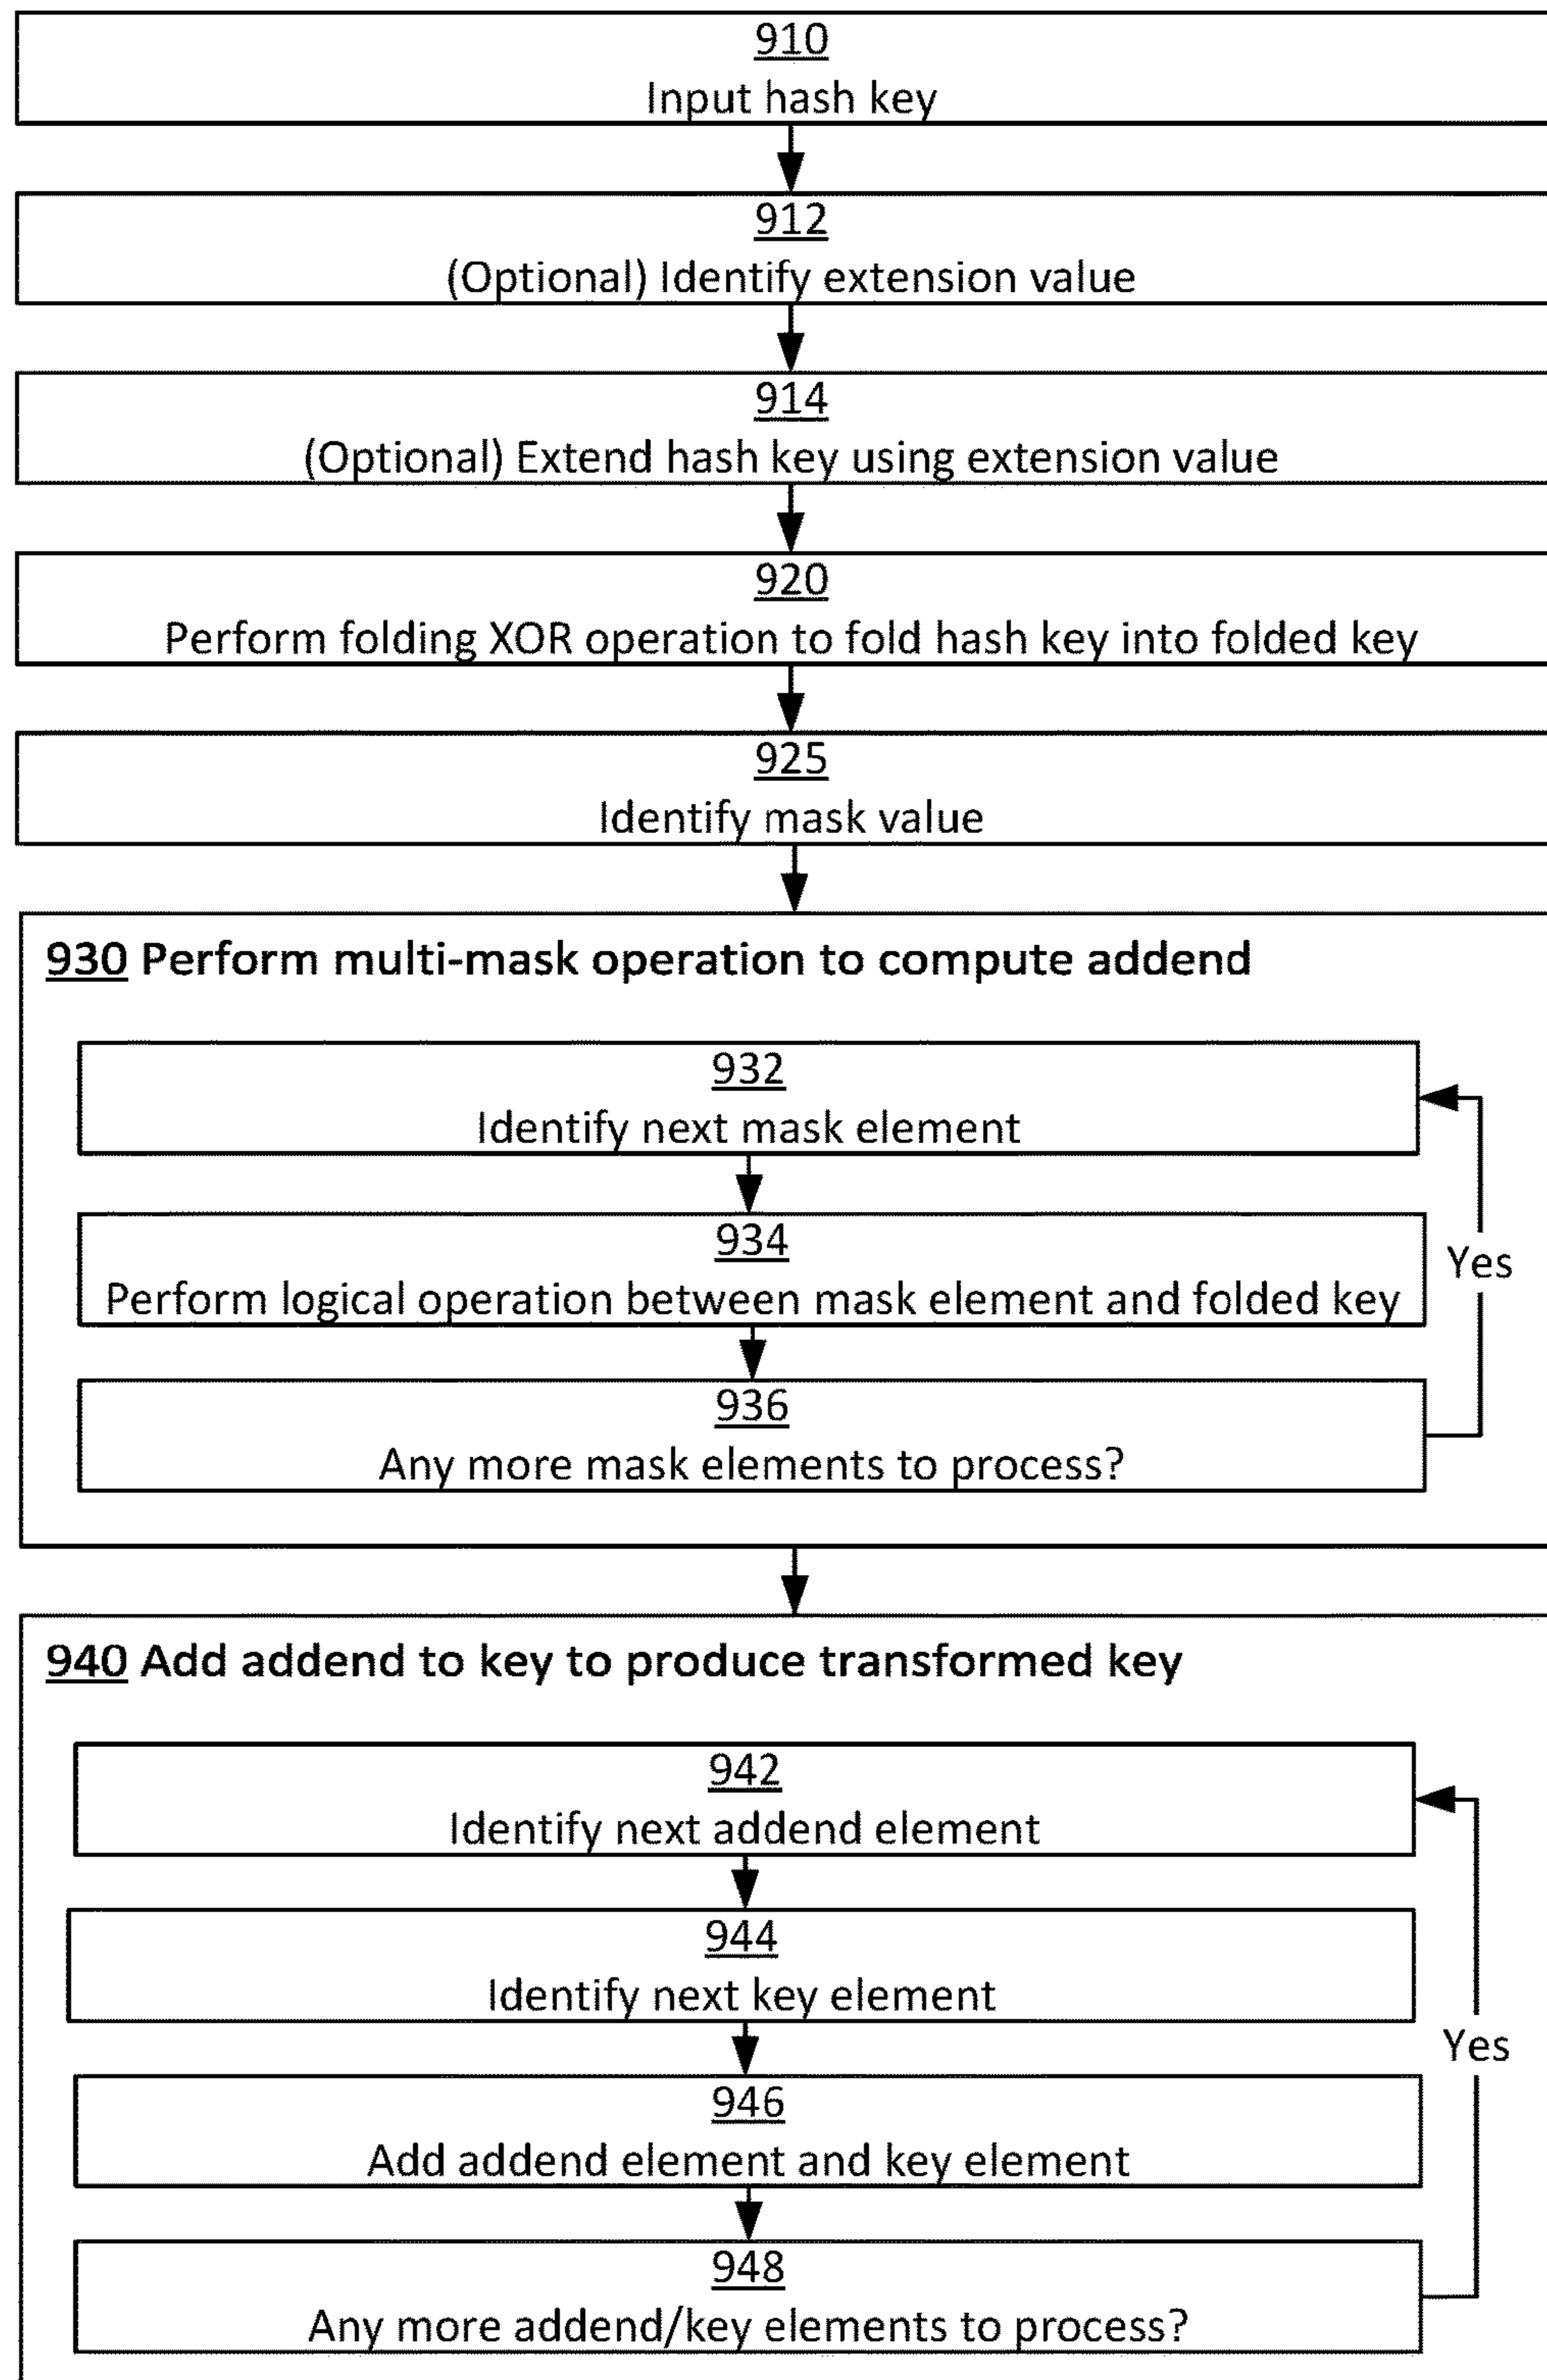 910
Input hash key
912
(Optional) Identify extension value
914
(Optional) Extend hash key using extension value
920
Perform folding XOR operation to fold hash key into folded key
925
Identify mask value
930 Perform multi-mask operation to compute addend
932
Identify next mask element
934
Perform logical operation between mask element and folded key
936
Any more mask elements to process?
Yes
940 Add addend to key to produce transformed key
942
Identify next addend element
944
Identify next key element
946
Add addend element and key element
948
Any more addend/key elements to process?
Yes